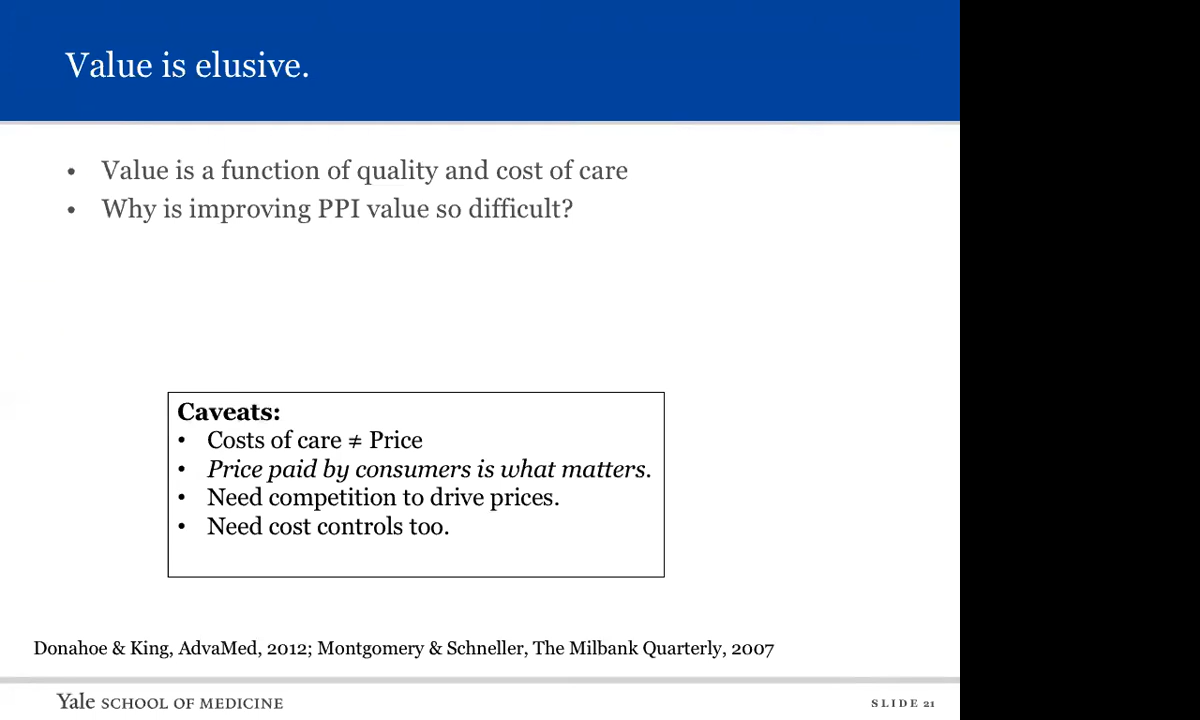 Value is elusive.
• Value is a function of quality and cost of care
• Why is improving PPI value so difficult?
Caveats:
• Costs of care ≠ Price
• Price paid by consumers is what matters.
• Need competition to drive prices.
• Need cost controls too.
Donahoe & King, AdvaMed, 2012; Montgomery & Schneller, The Milbank Quarterly, 2007
Yale SCHOOL OF MEDICINE
SLIDE 21